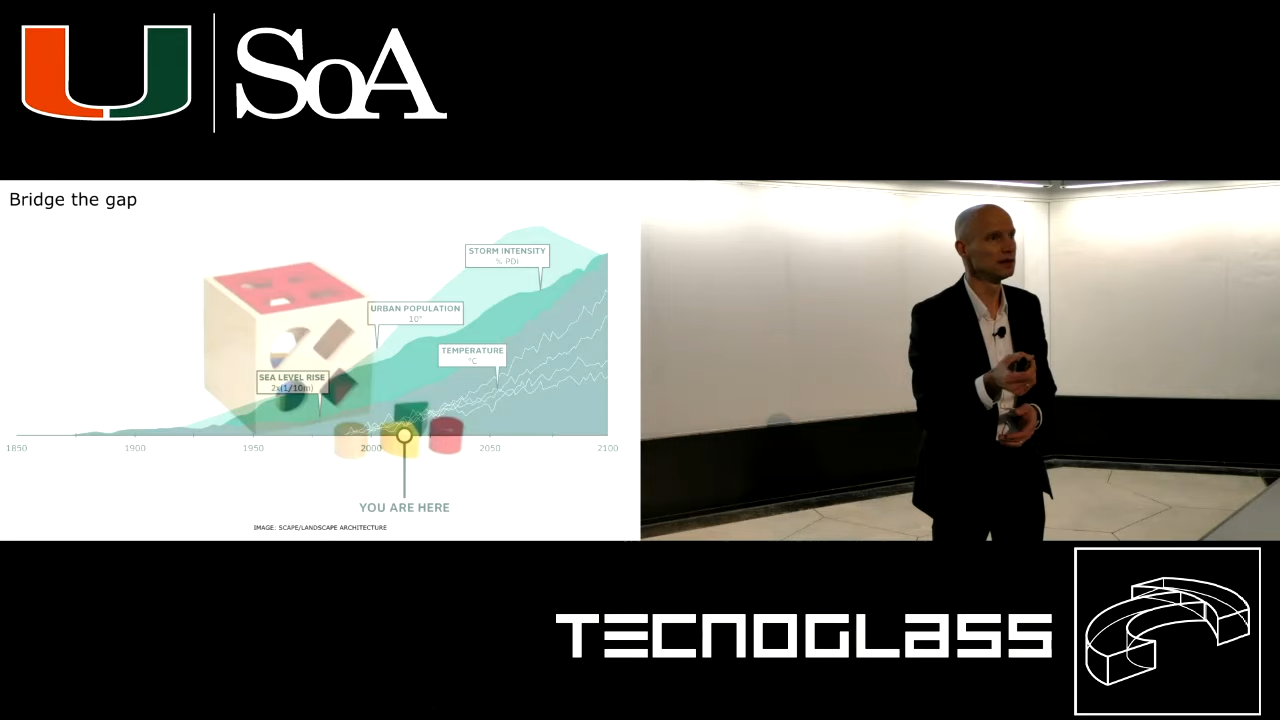 U SoA
Bridge the gap
STORM INTENSITY
% PDI
URBAN POPULATION
TEMPERATURE
°C
SEA LEVEL RISE
2x(1/10m)
1850 1900 1950 2000 2050 2100
YOU ARE HERE
IMAGE: SCAPE/LANDSCAPE ARCHITECTURE
TECNOGLASS